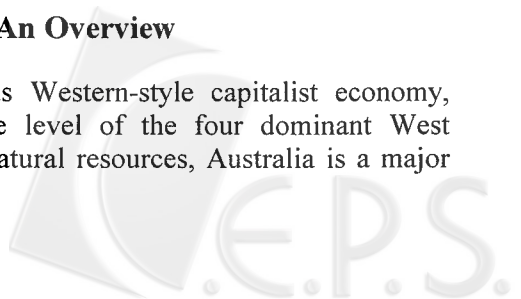 An Overview
s Western-style capitalist economy,
e level of the four dominant West
atural resources, Australia is a major
C.E.P.S.